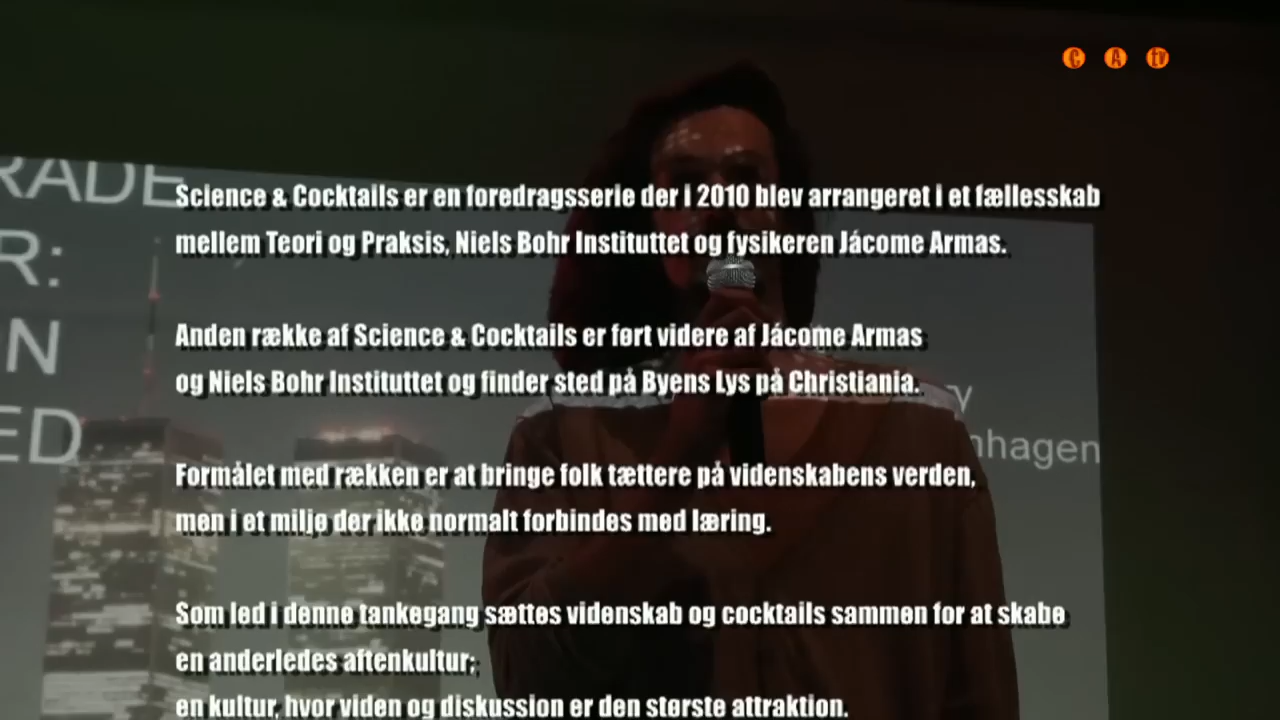 C A tv
RADE
R:
N
ED
y
nhagen
Science & Cocktails er en foredragsserie der i 2010 blev arrangeret i et fællesskab
mellem Teori og Praksis, Niels Bohr Instituttet og fysikeren Jácome Armas.
Anden række af Science & Cocktails er ført videre af Jácome Armas
og Niels Bohr Instituttet og finder sted på Byens Lys på Christiania.
Formålet med rækken er at bringe folk tættere på videnskabens verden,
men i et miljø der ikke normalt forbindes med læring.
Som led i denne tankegang sættes videnskab og cocktails sammen for at skabe
en anderledes aftenkultur;
en kultur, hvor viden og diskussion er den største attraktion.